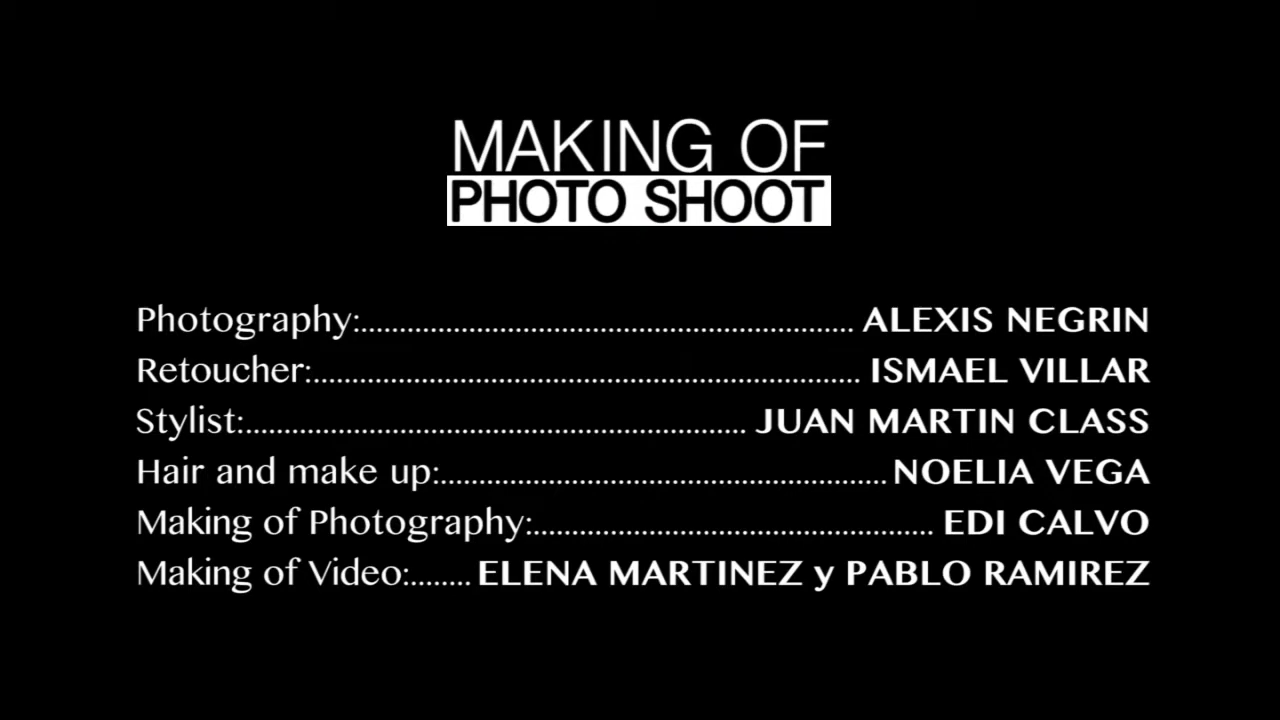 MAKING OF
PHOTO SHOOT
Photography:................................................................ ALEXIS NEGRIN
Retoucher:....................................................................... ISMAEL VILLAR
Stylist:................................................................. JUAN MARTIN CLASS
Hair and make up:.......................................................... NOELIA VEGA
Making of Photography:.................................................... EDI CALVO
Making of Video:........ ELENA MARTINEZ y PABLO RAMIREZ